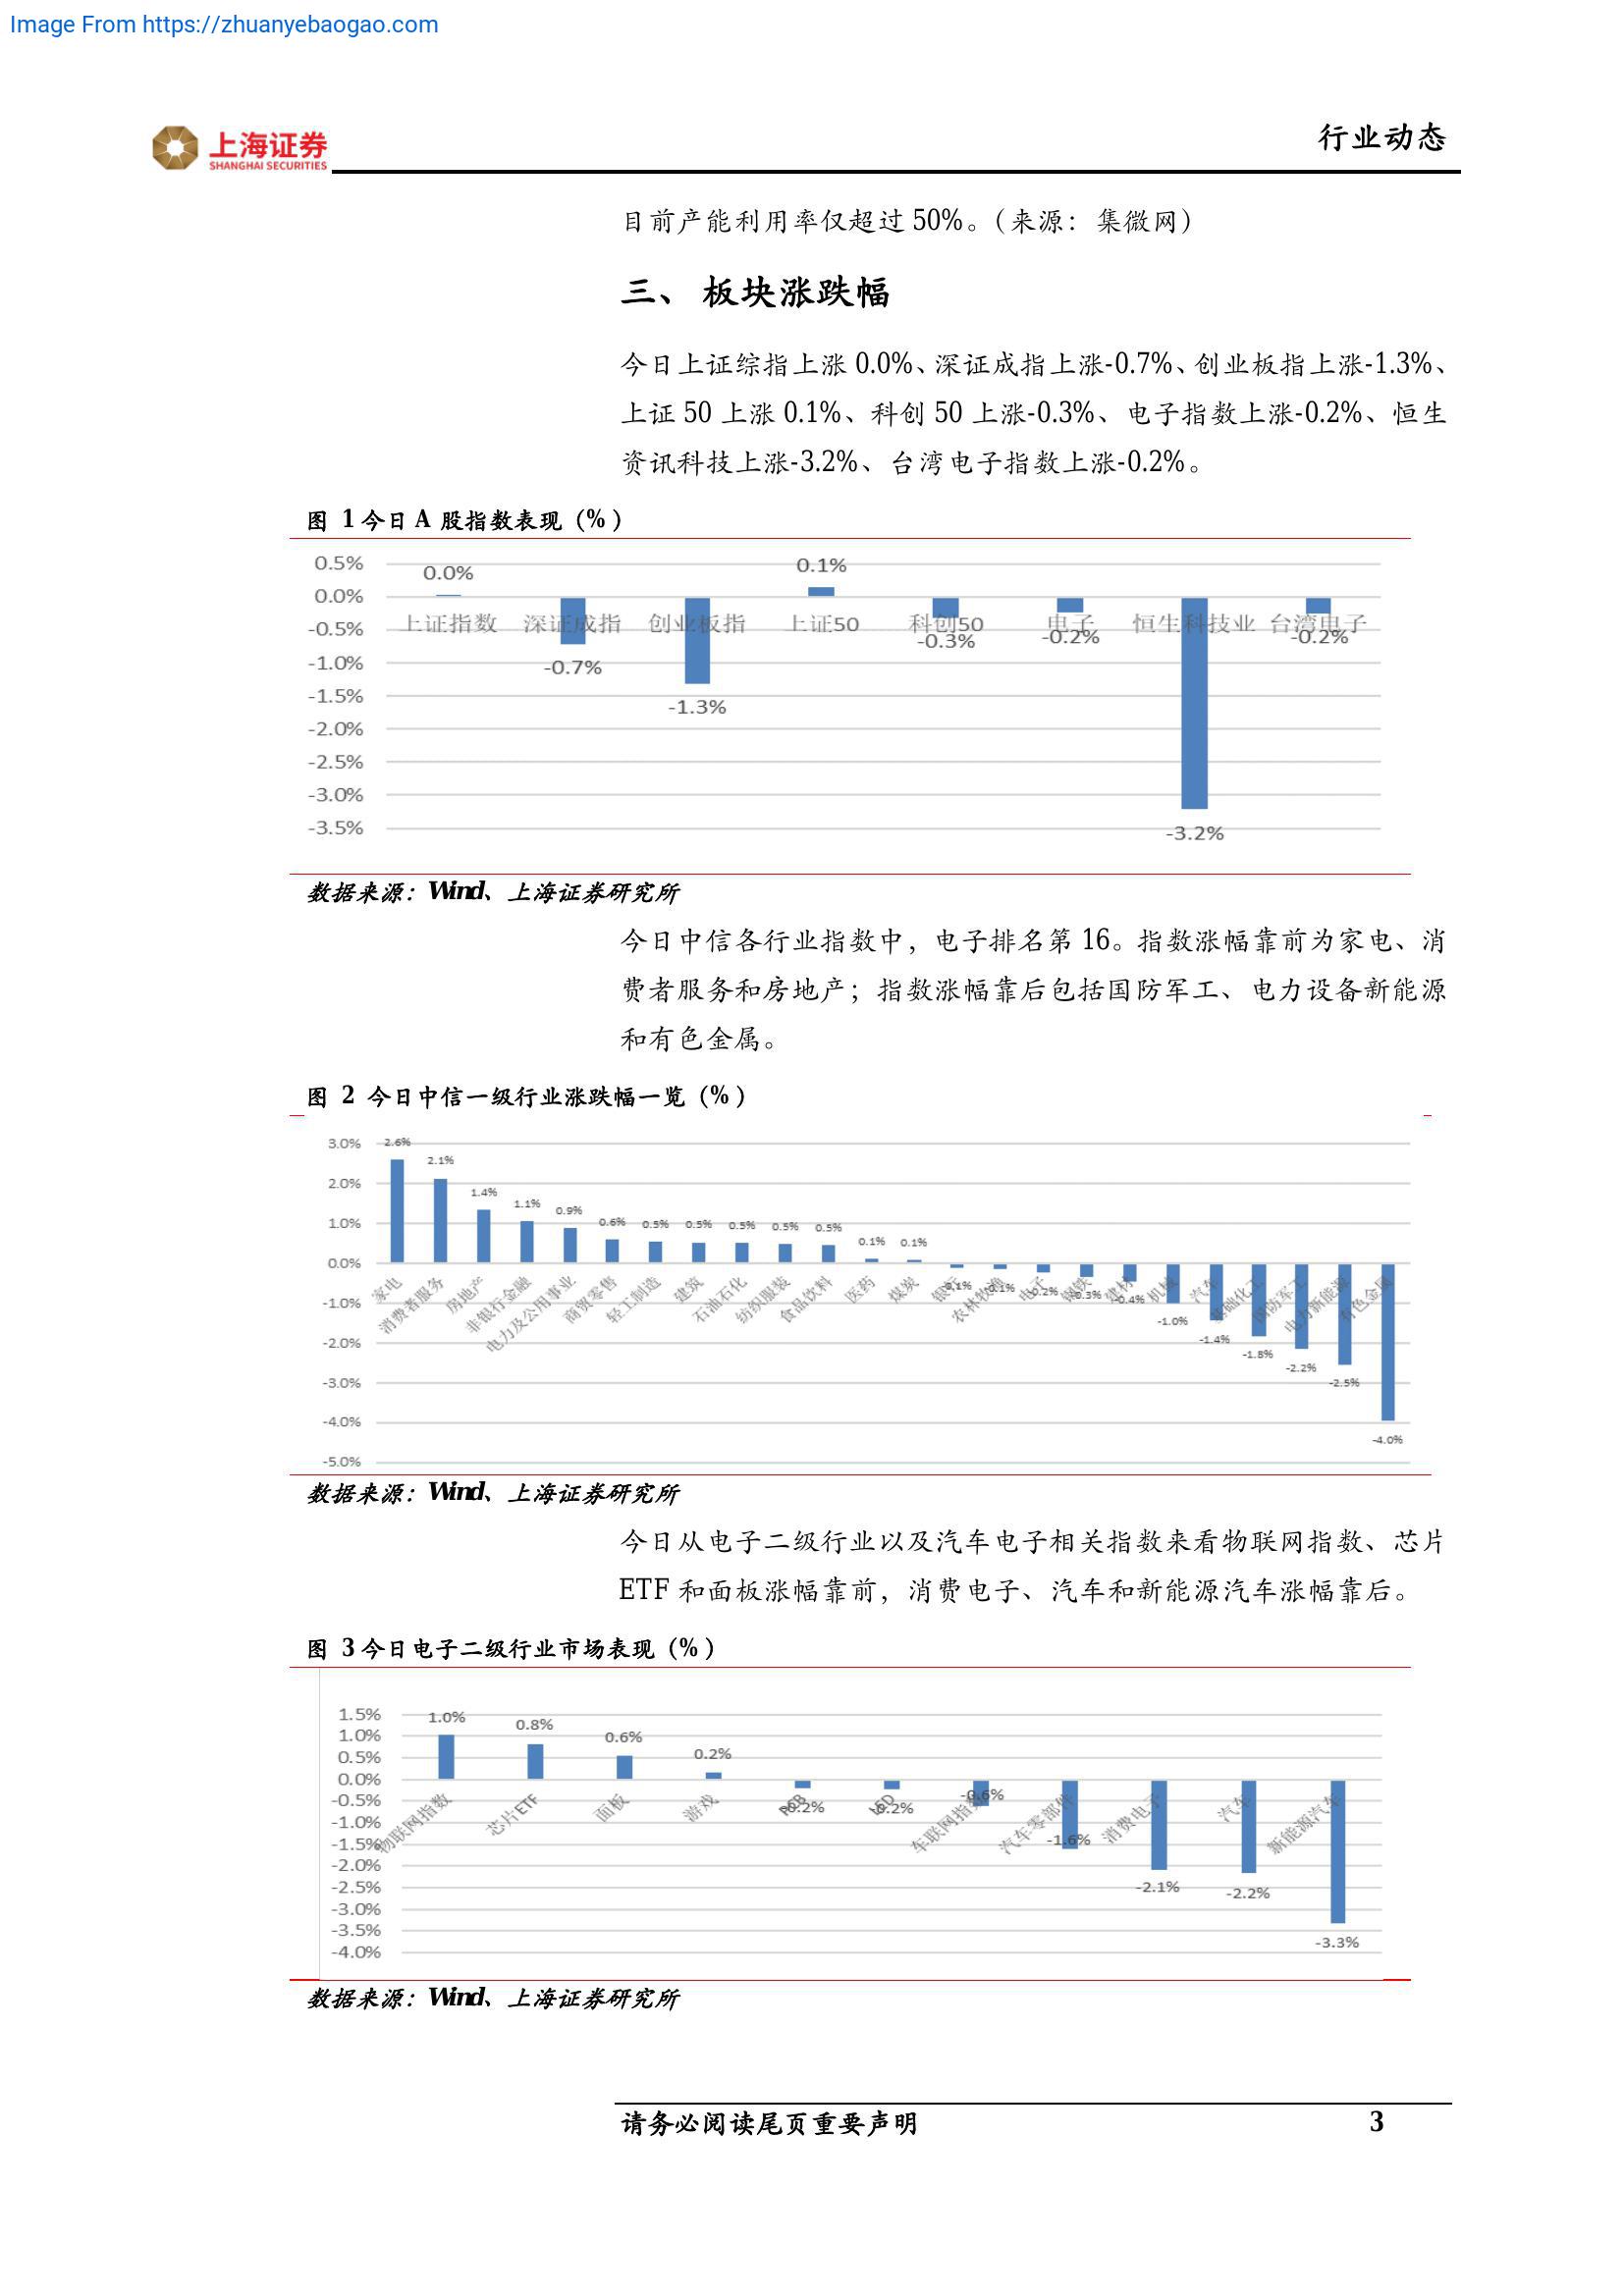 Image From https://zhuanyebaogao.com
上海证券
SHANGHAI SECURITIES
行业动态
目前产能利用率仅超过 50%。（来源：集微网）
三、 板块涨跌幅
今日上证综指上涨 0.0%、深证成指上涨-0.7%、创业板指上涨-1.3%、
上证 50 上涨 0.1%、科创 50 上涨-0.3%、电子指数上涨-0.2%、恒生
资讯科技上涨-3.2%、台湾电子指数上涨-0.2%。
图 1 今日 A 股指数表现（%）
0.5%
0.0%
-0.5%
-1.0%
-1.5%
-2.0%
-2.5%
-3.0%
-3.5%
0.0%
-0.7%
-1.3%
0.1%
-0.3%
-0.2%
-3.2%
-0.2%
上证指数 深证成指 创业板指 上证50 科创50 电子 恒生科技业 台湾电子
数据来源：Wind、上海证券研究所
今日中信各行业指数中，电子排名第 16。指数涨幅靠前为家电、消
费者服务和房地产；指数涨幅靠后包括国防军工、电力设备新能源
和有色金属。
图 2 今日中信一级行业涨跌幅一览（%）
3.0%
2.0%
1.0%
0.0%
-1.0%
-2.0%
-3.0%
-4.0%
-5.0%
2.6% 2.1% 1.4% 1.1% 0.9% 0.6% 0.5% 0.5% 0.5% 0.5% 0.5% 0.1% 0.1% -0.1% -0.1% -0.2% -0.3% -0.4% -1.0% -1.4% -1.8% -2.2% -2.5% -4.0%
家电 消费者服务 房地产 非银行金融 电力及公用事业 商贸零售 轻工制造 建筑 石油石化 纺织服装 食品饮料 医药 煤炭 银行 农林牧渔 电子 钢铁 建材 机械 汽车 基础化工 国防军工 电力新能源 有色金属
数据来源：Wind、上海证券研究所
今日从电子二级行业以及汽车电子相关指数来看物联网指数、芯片
ETF 和面板涨幅靠前，消费电子、汽车和新能源汽车涨幅靠后。
图 3 今日电子二级行业市场表现（%）
1.5%
1.0%
0.5%
0.0%
-0.5%
-1.0%
-1.5%
-2.0%
-2.5%
-3.0%
-3.5%
-4.0%
1.0% 0.8% 0.6% 0.2% -0.2% -0.2% -0.6% -1.6% -2.1% -2.2% -3.3%
物联网指数 芯片ETF 面板 游戏 PCB LED 车联网指数 汽车零部件 消费电子 汽车 新能源汽车
数据来源：Wind、上海证券研究所
请务必阅读尾页重要声明 3